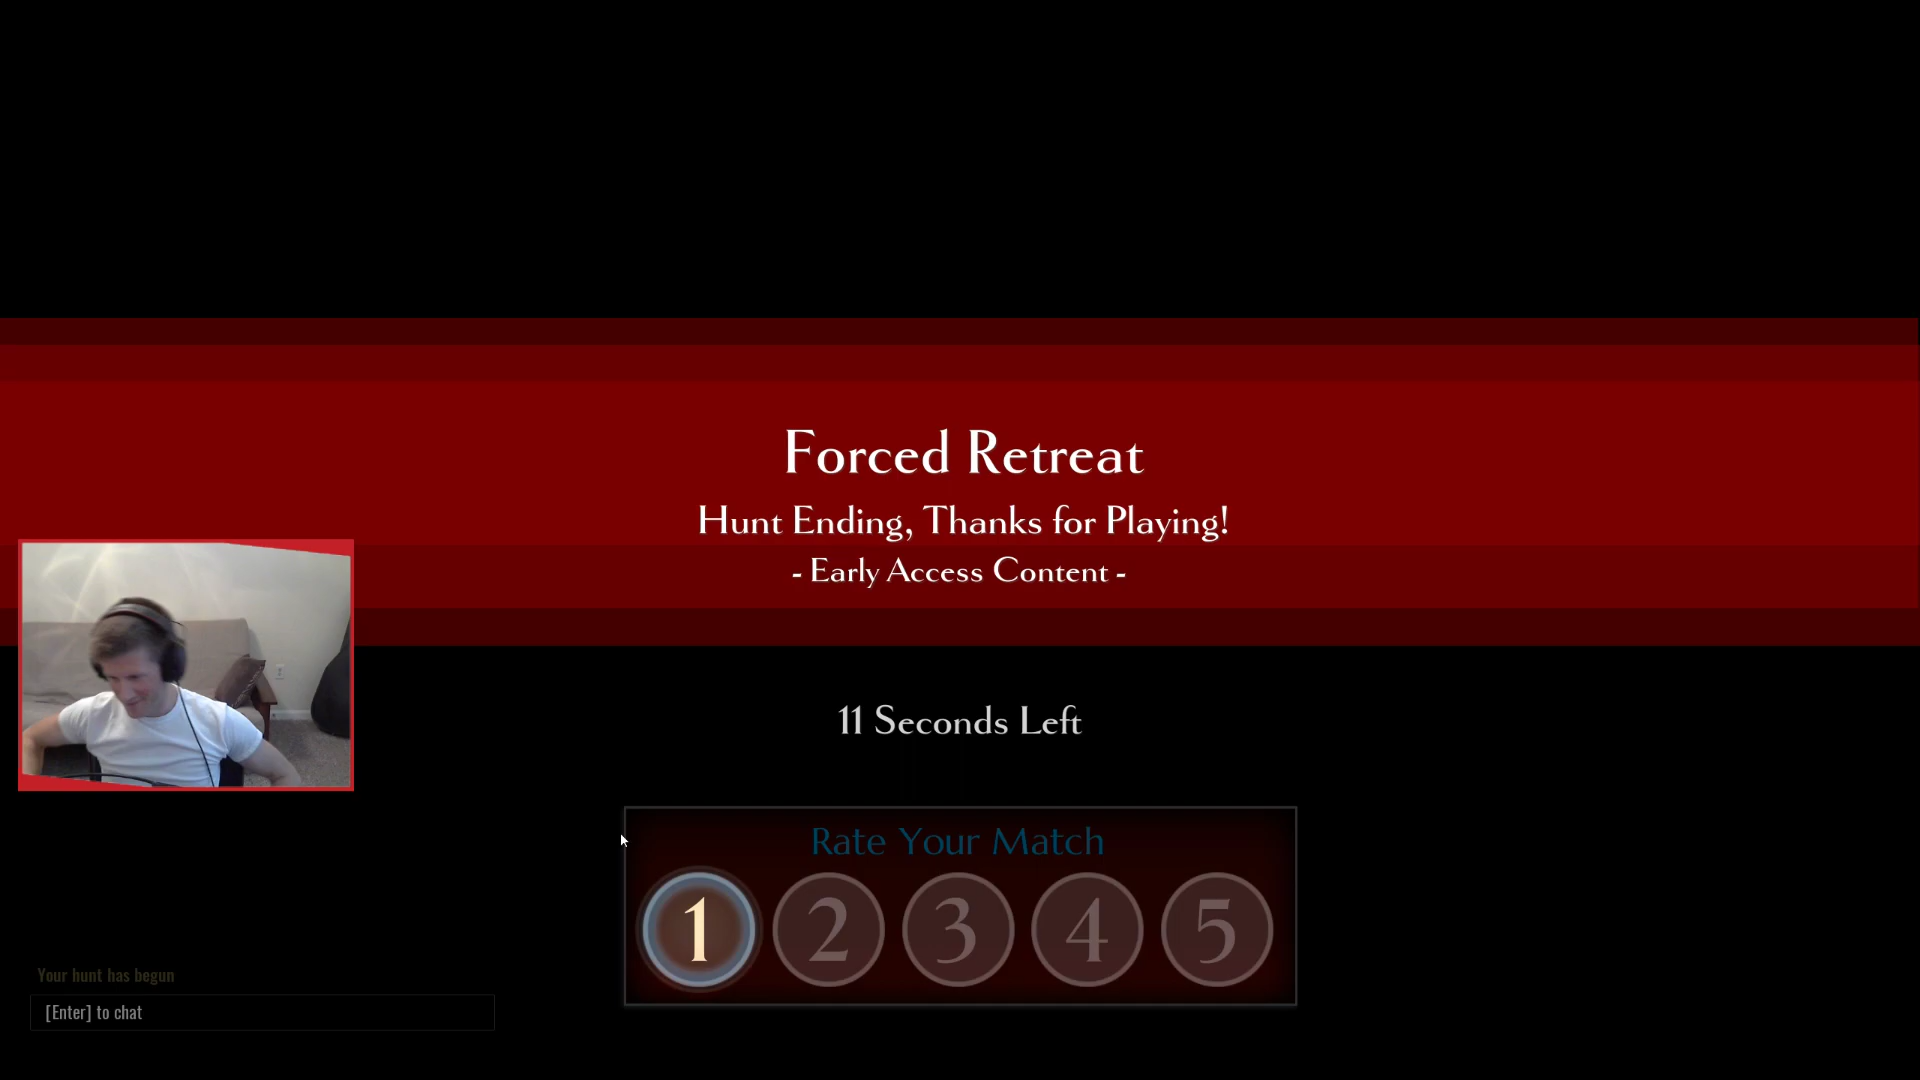 Forced Retreat
Hunt Ending, Thanks for Playing!
- Early Access Content -
11 Seconds Left
Rate Your Match
1 2 3 4 5
Your hunt has begun
[Enter] to chat